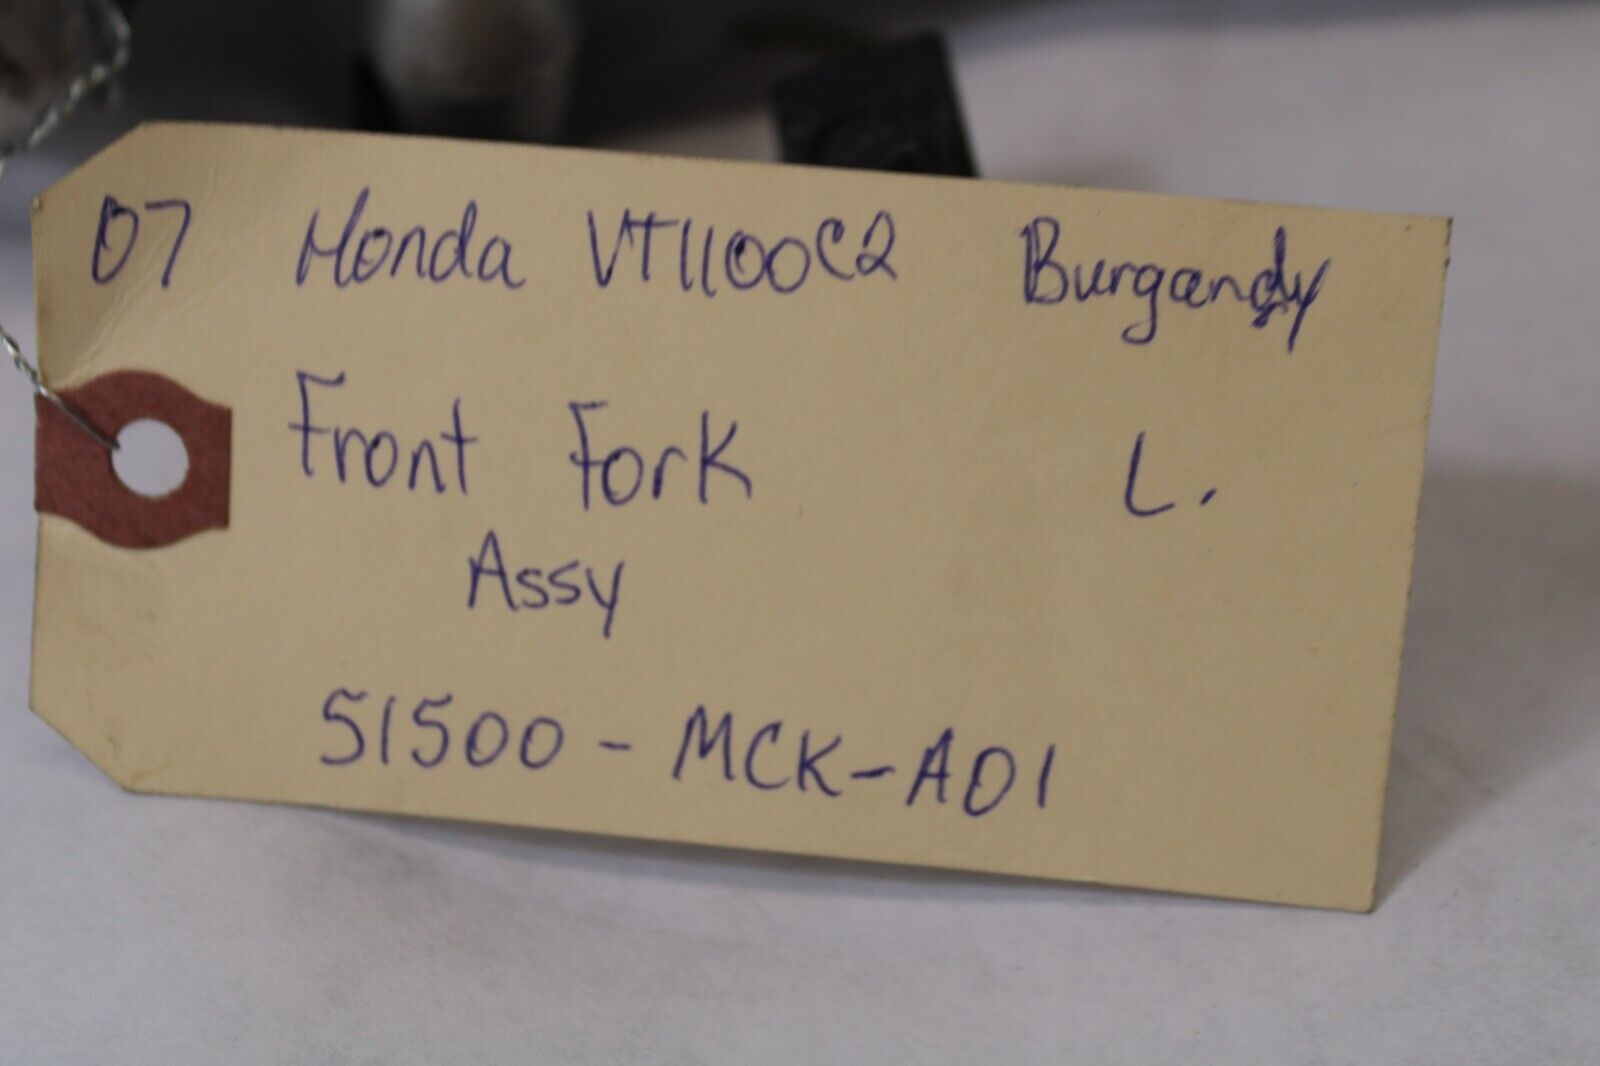 07 Honda VT1100C2 Burgandy
Front Fork L.
Assy
51500-MCK-A01